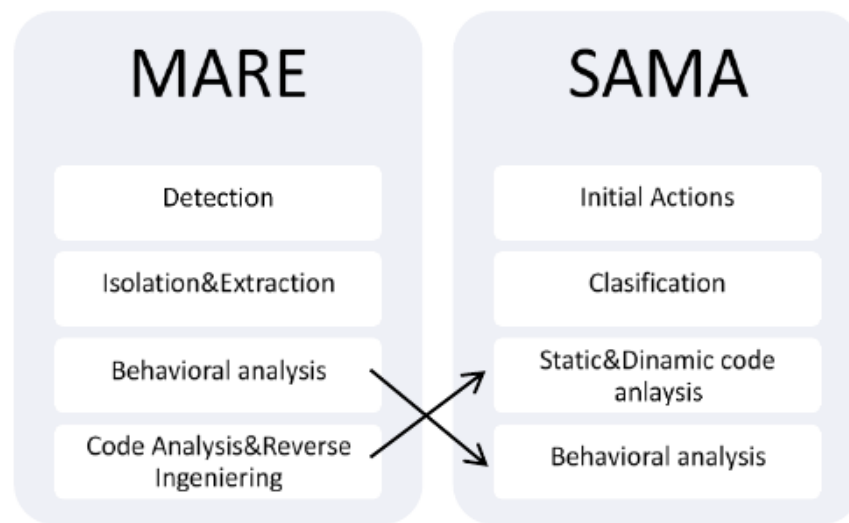 MARE
Detection
Isolation&Extraction
Behavioral analysis
Code Analysis&Reverse
Ingeniering
SAMA
Initial Actions
Clasification
Static&Dinamic code
anlaysis
Behavioral analysis